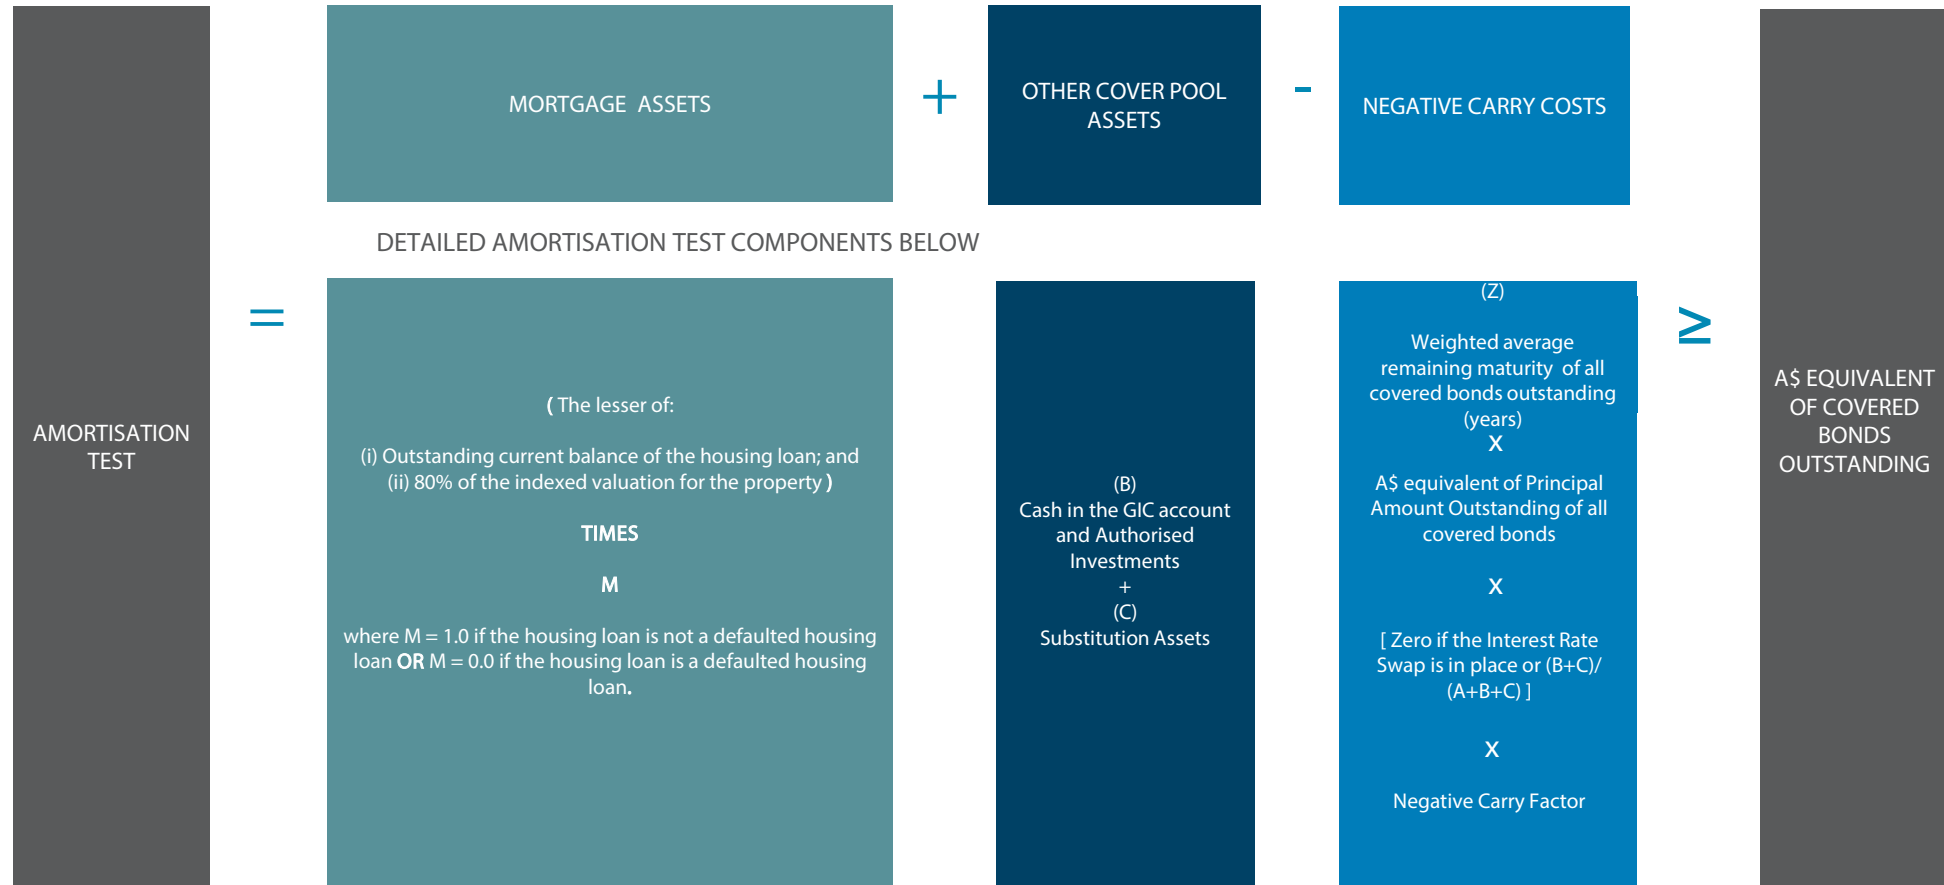 AMORTISATION
TEST
=
MORTGAGE ASSETS
+
OTHER COVER POOL
ASSETS
-
NEGATIVE CARRY COSTS
DETAILED AMORTISATION TEST COMPONENTS BELOW
( The lesser of:
(i) Outstanding current balance of the housing loan; and
(ii) 80% of the indexed valuation for the property )
TIMES
M
where M = 1.0 if the housing loan is not a defaulted housing
loan OR M = 0.0 if the housing loan is a defaulted housing
loan.
(B)
Cash in the GIC account
and Authorised
Investments
+
(C)
Substitution Assets
(Z)
Weighted average
remaining maturity of all
covered bonds outstanding
(years)
X
A$ equivalent of Principal
Amount Outstanding of all
covered bonds
X
[ Zero if the Interest Rate
Swap is in place or (B+C)/
(A+B+C) ]
X
Negative Carry Factor
≥
A$ EQUIVALENT
OF COVERED
BONDS
OUTSTANDING